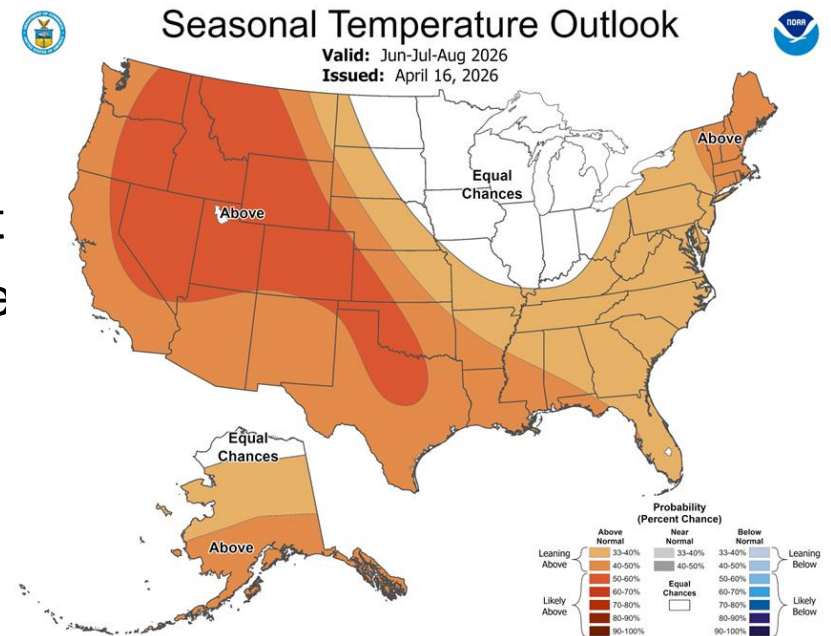 Seasonal Temperature Outlook
Valid: Jun-Jul-Aug 2026
Issued: April 16, 2026
NOAA
Above
Equal
Chances
Above
Equal
Chances
Above
Probability
(Percent Chance)
Above
Normal
Near
Normal
Below
Normal
Leaning
Above
33-40%
40-50%
33-40%
40-50%
33-40%
40-50%
Leaning
Below
Likely
Above
50-60%
60-70%
70-80%
80-90%
90-100%
Equal
Chances
50-60%
60-70%
70-80%
80-90%
90-100%
Likely
Below